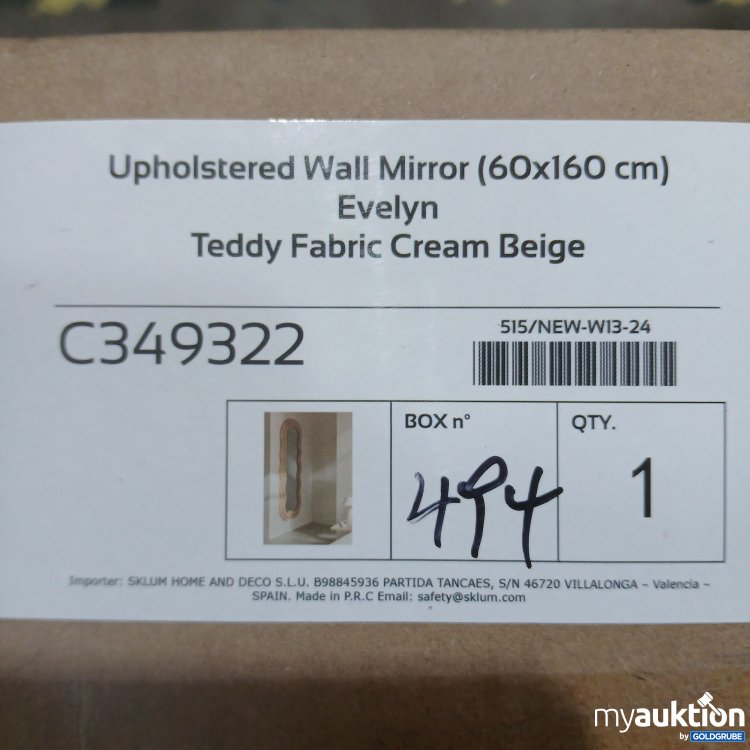 Upholstered Wall Mirror (60x160 cm)
Evelyn
Teddy Fabric Cream Beige
C349322
515/NEW-W13-24
BOX n°
494
QTY.
1
Importer: SKLUM HOME AND DECO S.L.U. B98845936 PARTIDA TANCAES, S/N 46720 VILLALONGA – Valencia –
SPAIN. Made in P.R.C Email: safety@sklum.com
myauktion
by GOLDGRUBE